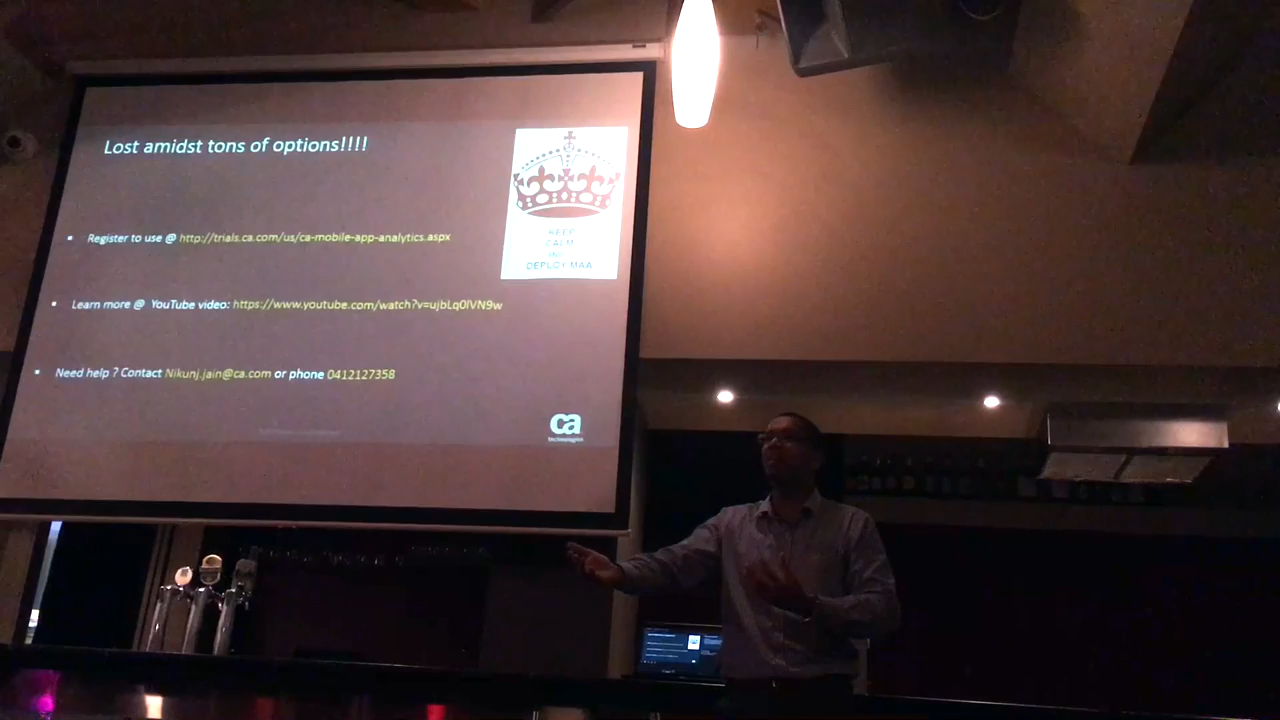 Lost amidst tons of options!!!!
KEEP
CALM
AND
DEPLOY MAA
Register to use @ http://trials.ca.com/us/ca-mobile-app-analytics.aspx
Learn more @ YouTube video: https://www.youtube.com/watch?v=ujbLq0lVN9w
Need help ? Contact Nikunj.jain@ca.com or phone 0412127358
ca
technologies